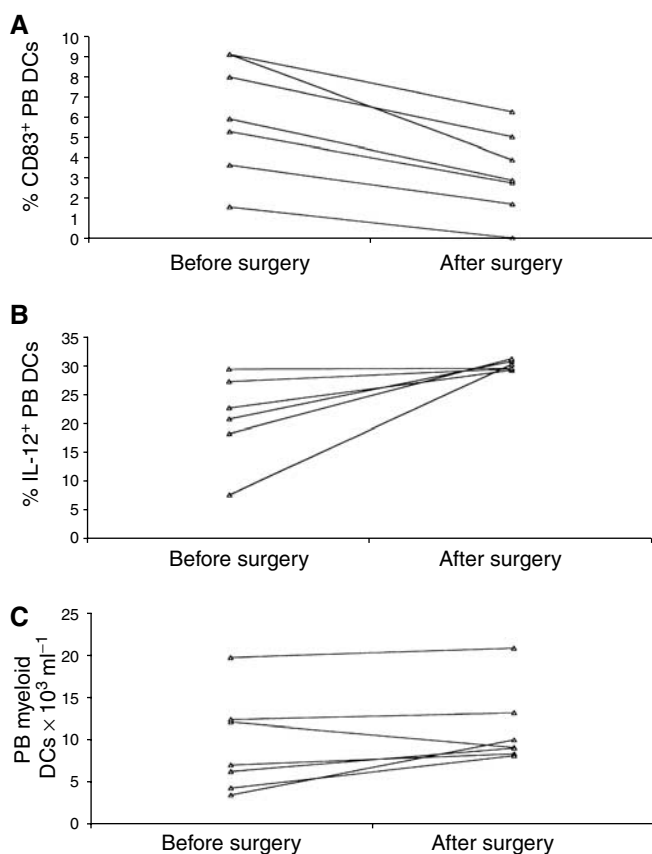 A
% CD83⁺ PB DCs
10
9
8
7
6
5
4
3
2
1
0
Before surgery
After surgery
B
% IL-12⁺ PB DCs
35
30
25
20
15
10
5
0
Before surgery
After surgery
C
PB myeloid
DCs × 10³ ml⁻¹
25
20
15
10
5
0
Before surgery
After surgery